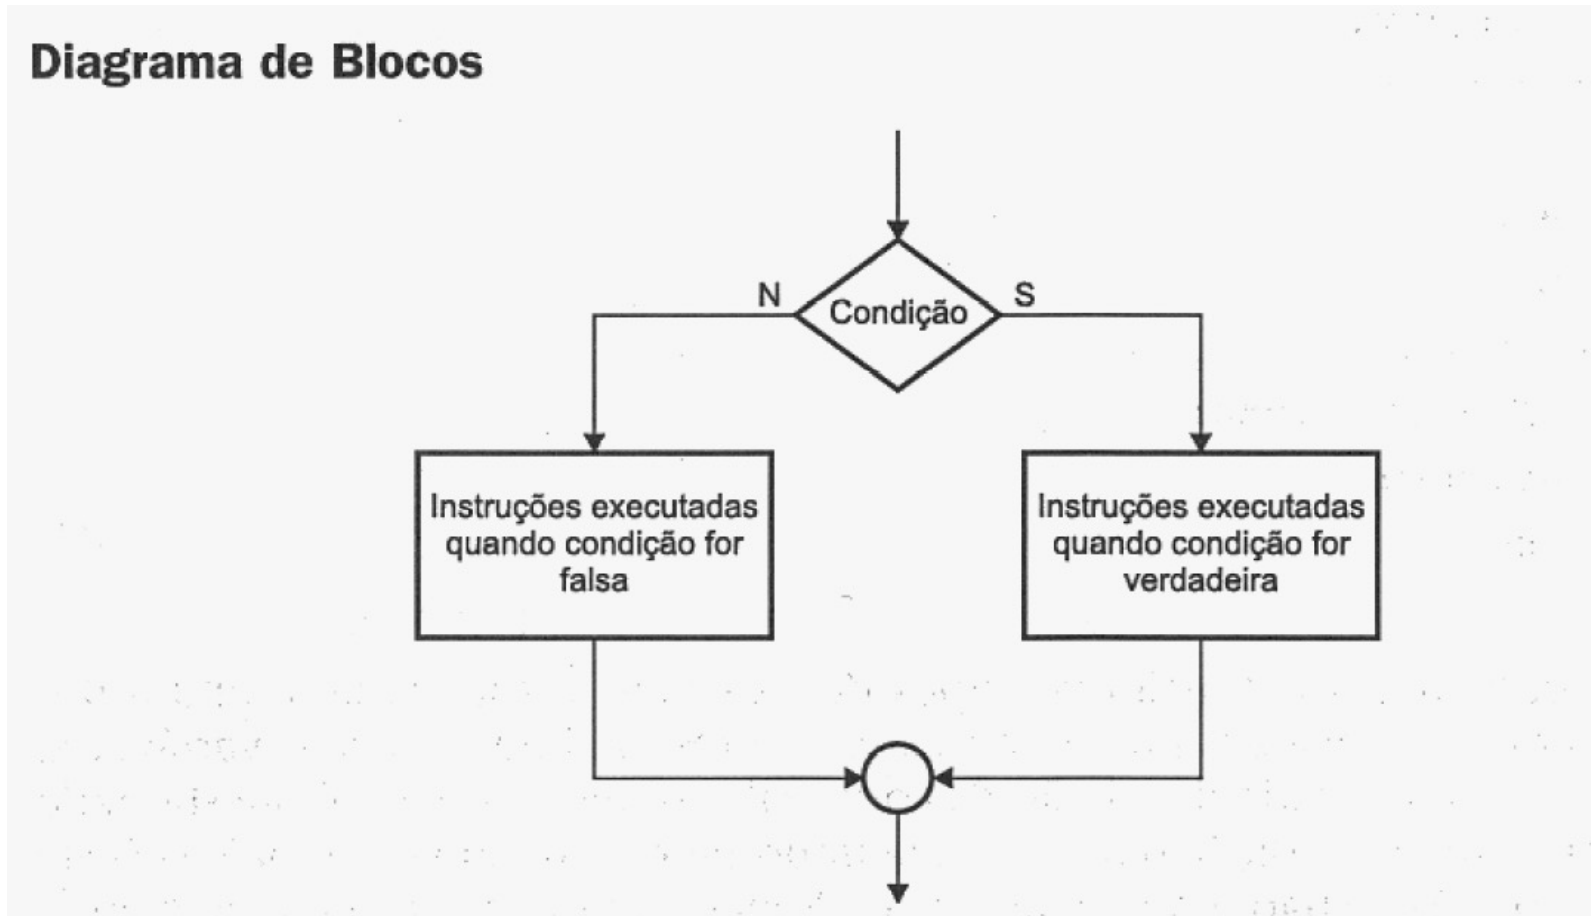 Diagrama de Blocos
N
Condição
S
Instruções executadas
quando condição for
falsa
Instruções executadas
quando condição for
verdadeira